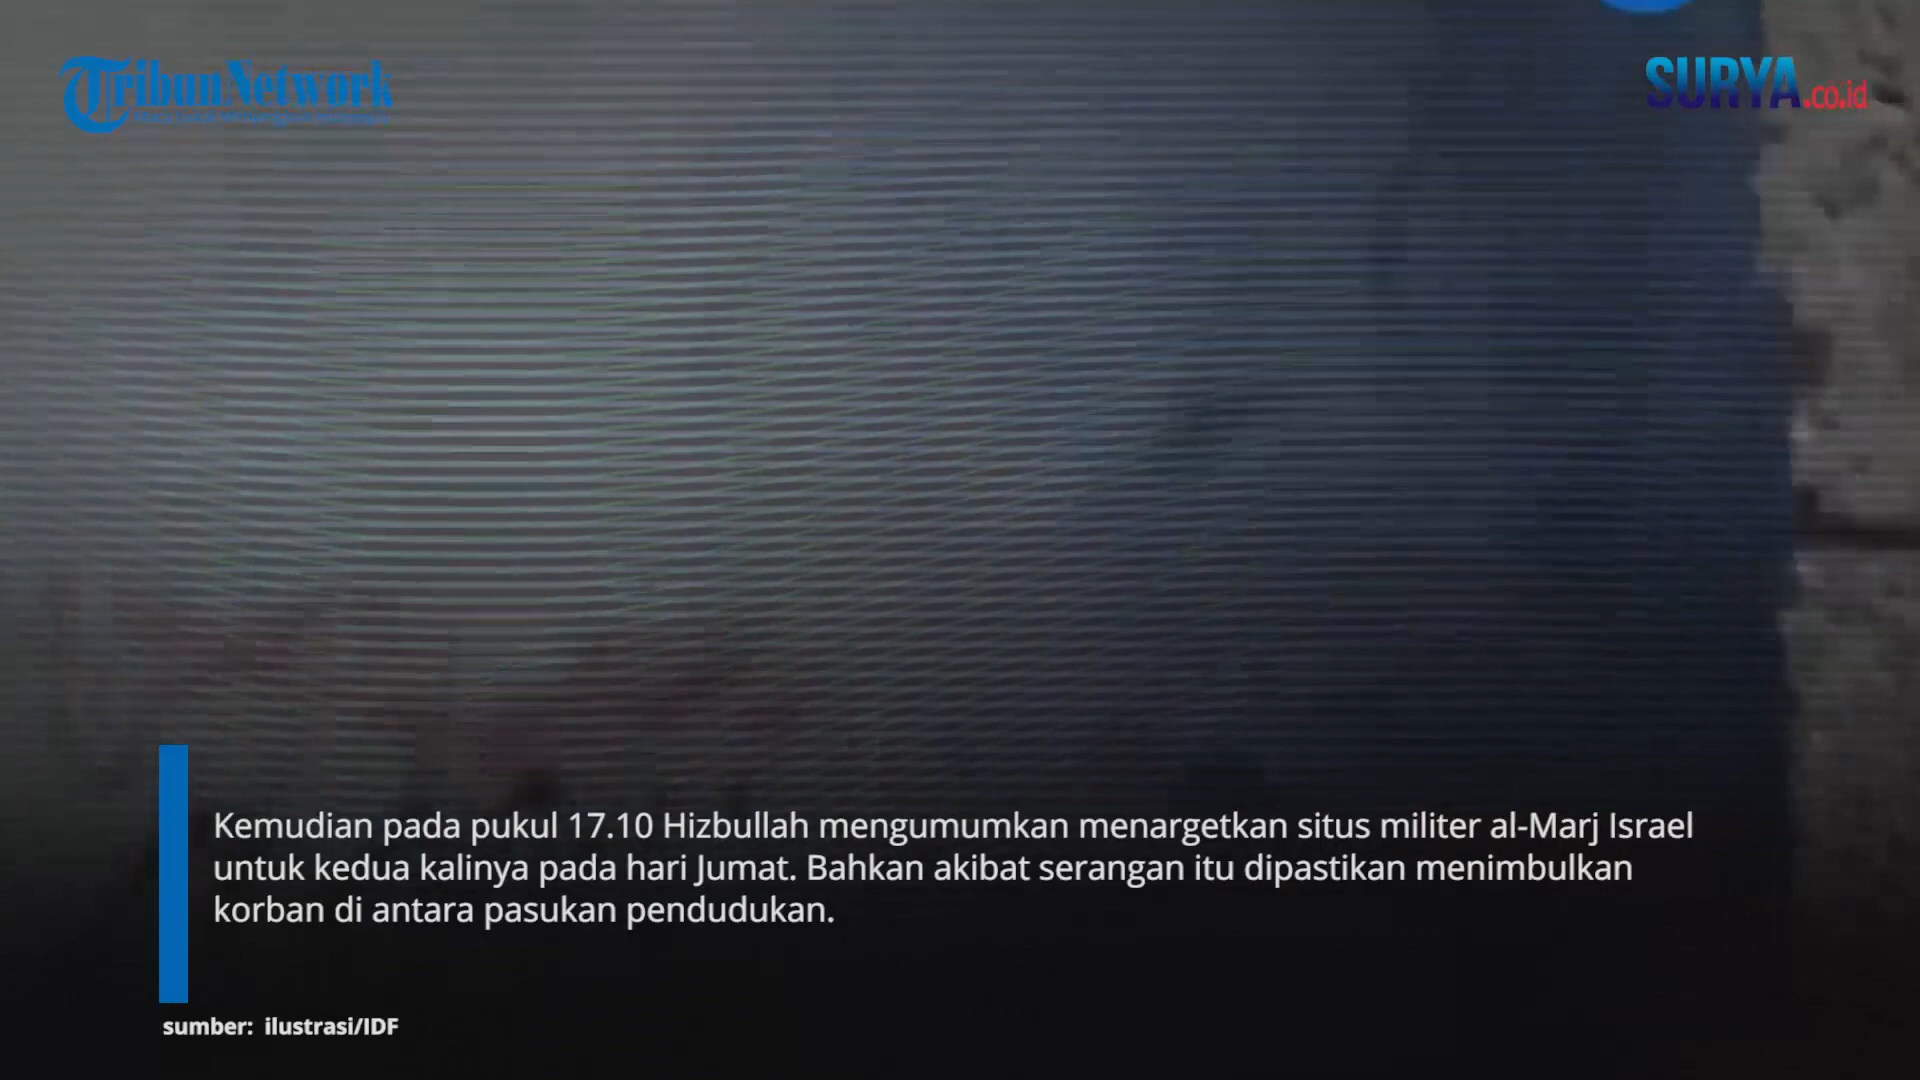 TribunNetwork
SURYA.co.id
Kemudian pada pukul 17.10 Hizbullah mengumumkan menargetkan situs militer al-Marj Israel
untuk kedua kalinya pada hari Jumat. Bahkan akibat serangan itu dipastikan menimbulkan
korban di antara pasukan pendudukan.
sumber: ilustrasi/IDF